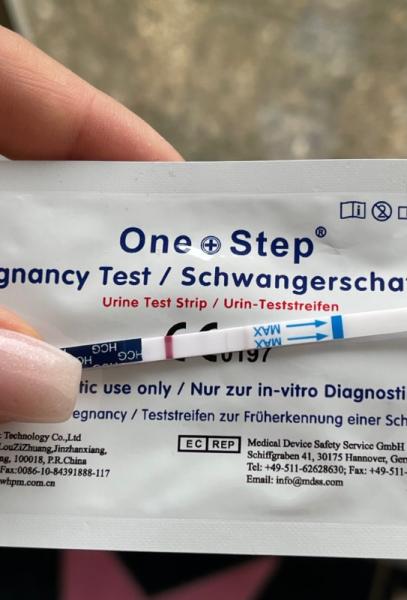 One Step®
gnancy Test / Schwangerscha
Urine Test Strip / Urin-Teststreifen
HCG HCG HCG
MAX MAX
0197
tic use only / Nur zur in-vitro Diagnosti
egnancy / Teststreifen zur Früherkennung einer Sch
Technology Co.,Ltd
LouZiZhuang,Jinzhanxiang,
ng, 100018, P.R.China
Fax:0086-10-84391888-117
whpm.com.cn
EC REP
Medical Device Safety Service GmbH
Schiffgraben 41, 30175 Hannover, Ger
Tel: +49-511-62628630; Fax: +49-511-
Email: info@mdss.com